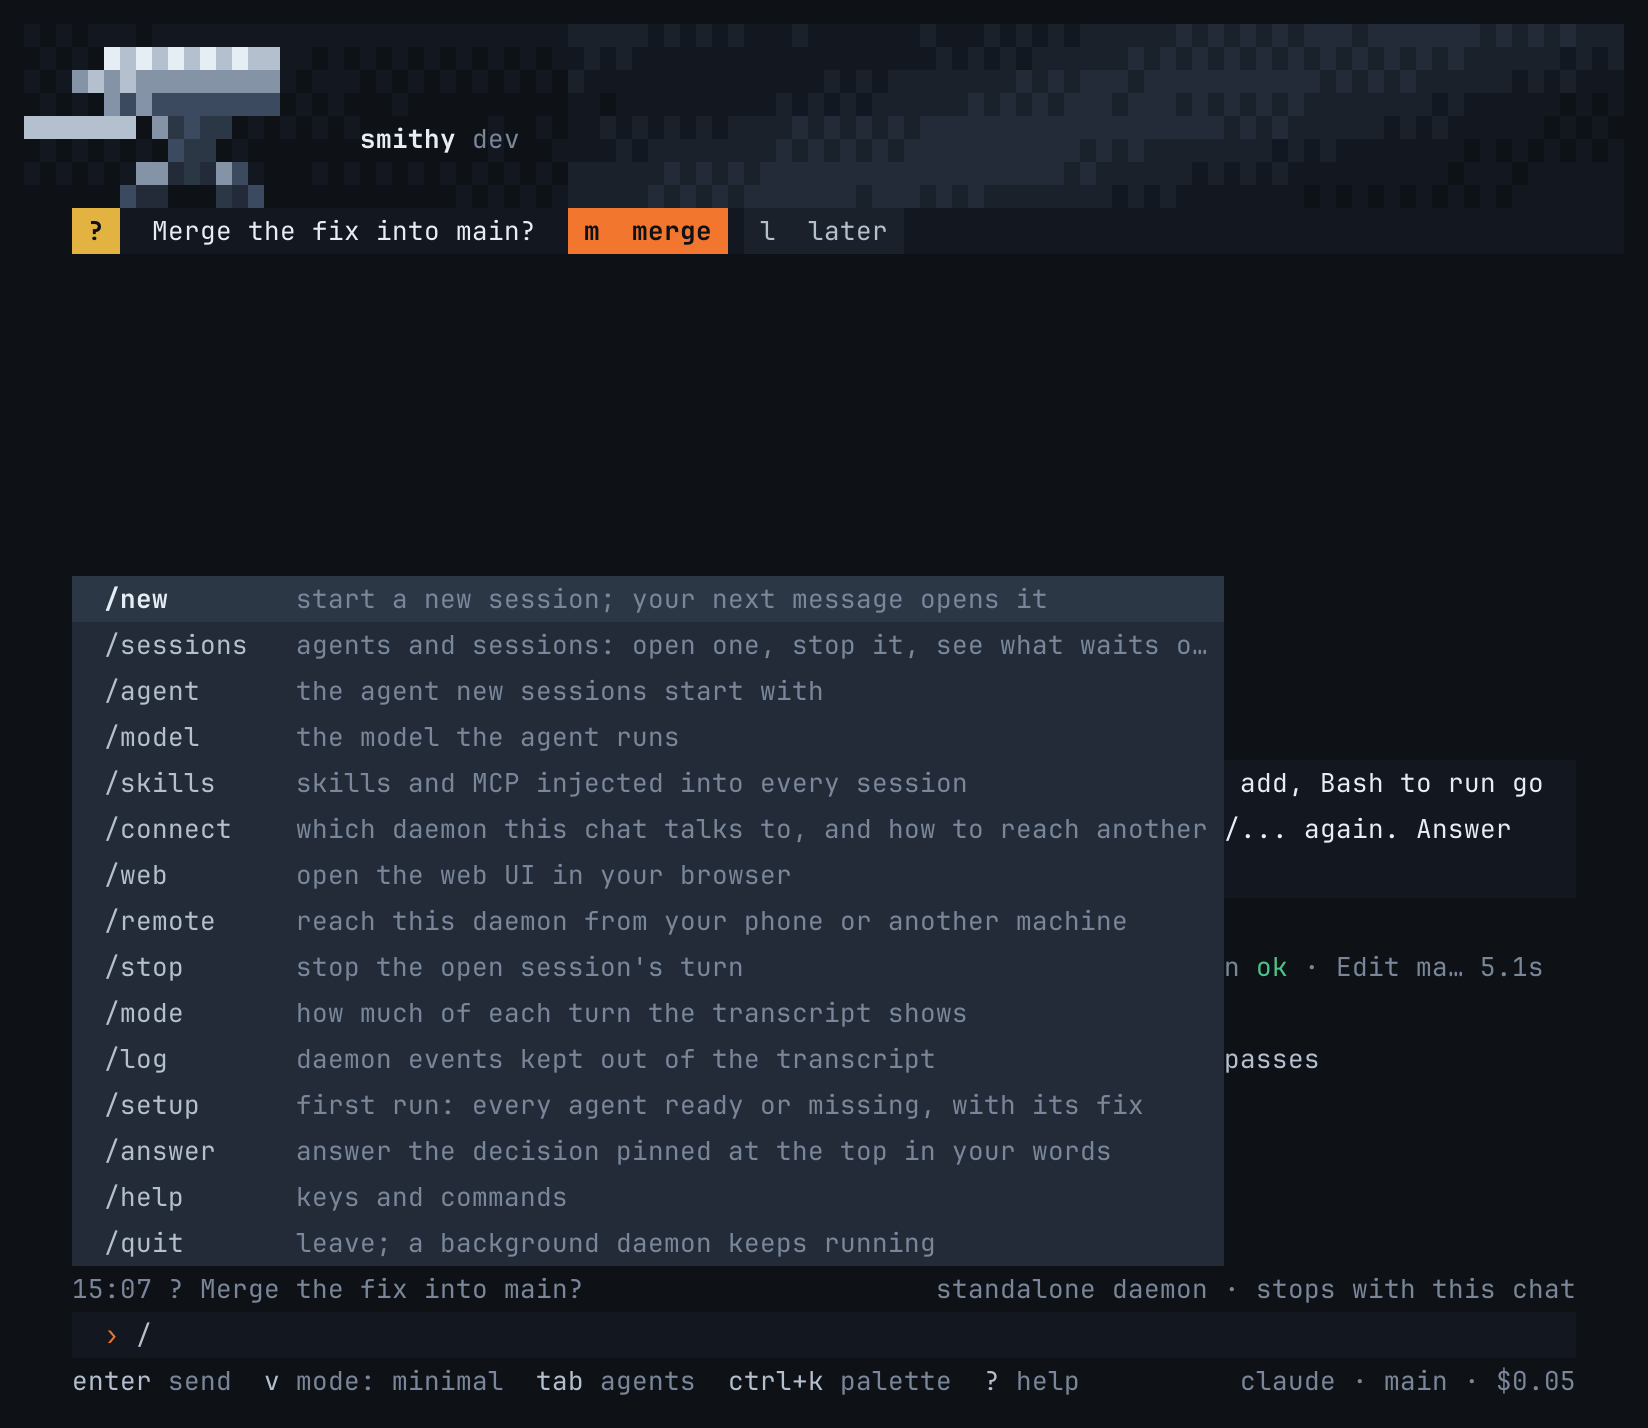 smithy dev
? Merge the fix into main? m merge l later
/new start a new session; your next message opens it
/sessions agents and sessions: open one, stop it, see what waits o…
/agent the agent new sessions start with
/model the model the agent runs
/skills skills and MCP injected into every session add, Bash to run go
/connect which daemon this chat talks to, and how to reach another /... again. Answer
/web open the web UI in your browser
/remote reach this daemon from your phone or another machine
/stop stop the open session's turn n ok · Edit ma… 5.1s
/mode how much of each turn the transcript shows
/log daemon events kept out of the transcript passes
/setup first run: every agent ready or missing, with its fix
/answer answer the decision pinned at the top in your words
/help keys and commands
/quit leave; a background daemon keeps running
15:07 ? Merge the fix into main? standalone daemon · stops with this chat
› /
enter send v mode: minimal tab agents ctrl+k palette ? help claude · main · $0.05